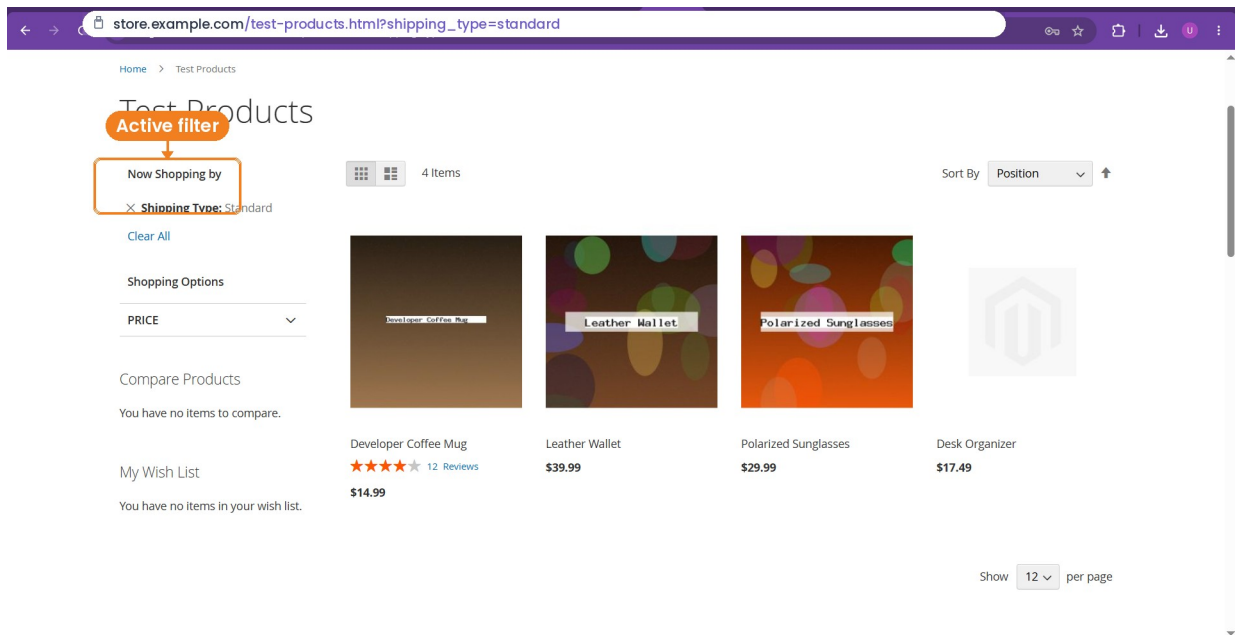 store.example.com/test-products.html?shipping_type=standard
U
Home > Test Products
Test Products
Active filter
Now Shopping by
Shipping Type: Standard
Clear All
4 Items
Sort By Position
Shopping Options
PRICE
Compare Products
You have no items to compare.
My Wish List
You have no items in your wish list.
Developer Coffee Mug
Leather Wallet
Polarized Sunglasses
Developer Coffee Mug
12 Reviews
$14.99
Leather Wallet
$39.99
Polarized Sunglasses
$29.99
Desk Organizer
$17.49
Show 12 per page